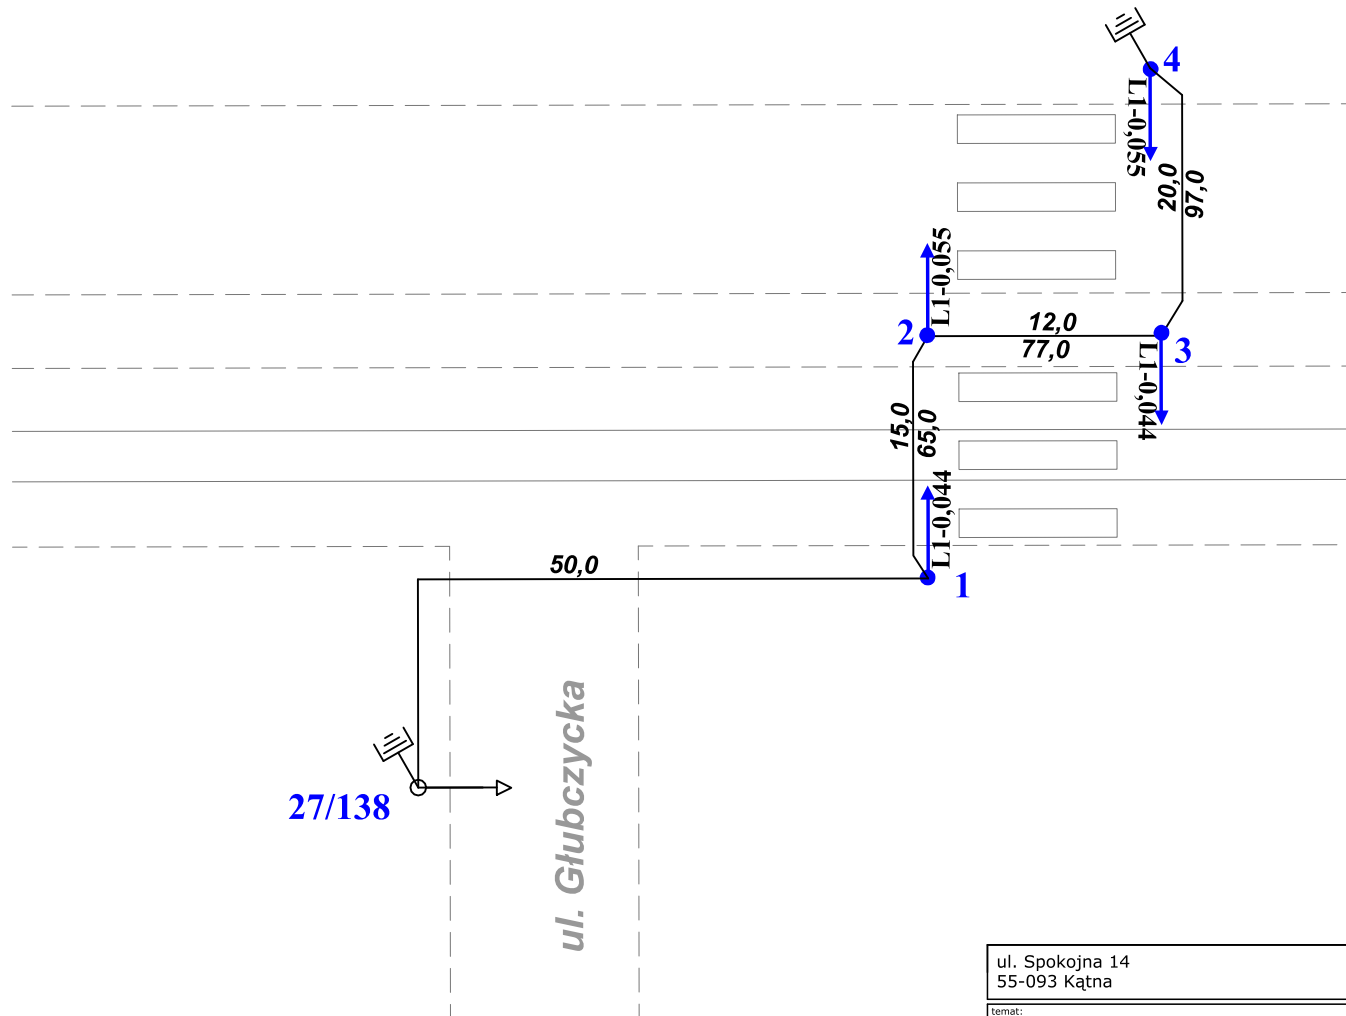 4
L1-0,055
20,0
97,0
L1-0,055
2
12,0
77,0
3
L1-0,044
15,0
65,0
L1-0,044
50,0
1
27/138
ul. Głubczycka
ul. Spokojna 14
55-093 Kątna
temat: